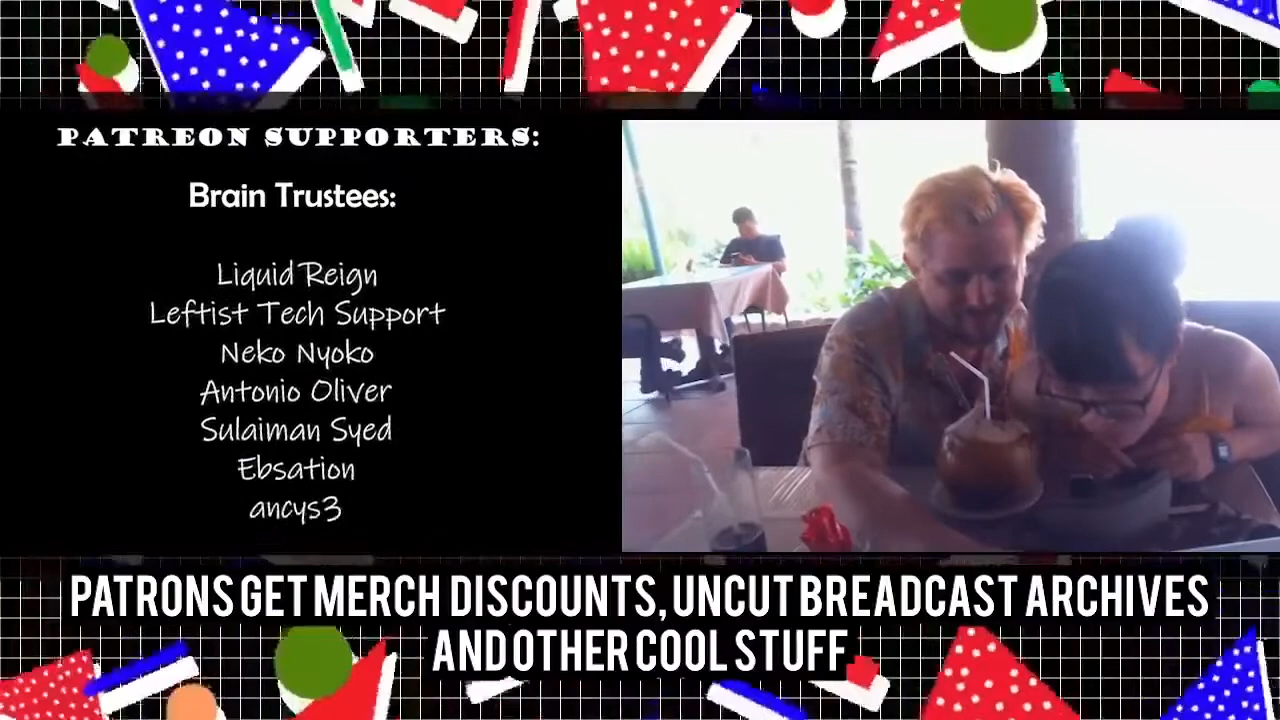 PATREON SUPPORTERS:
Brain Trustees:
Liquid Reign
Leftist Tech Support
Neko Nyoko
Antonio Oliver
Sulaiman Syed
Ebsation
ancys3
PATRONS GET MERCH DISCOUNTS, UNCUT BREADCAST ARCHIVES
AND OTHER COOL STUFF